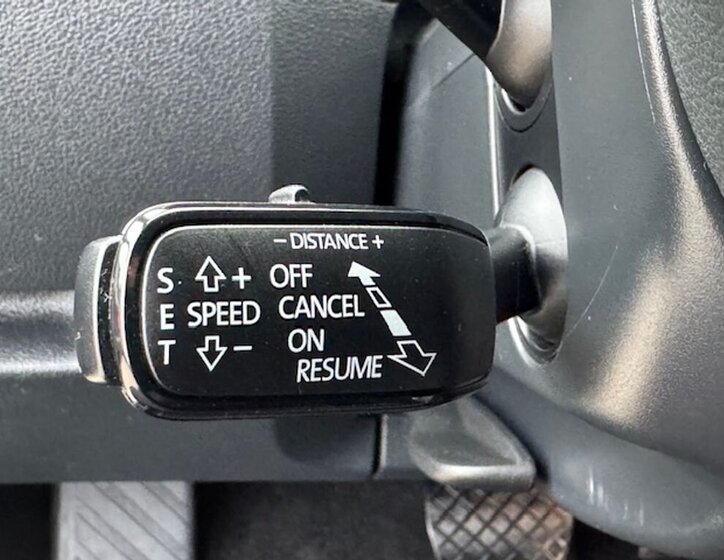 − DISTANCE +
S + OFF
E SPEED CANCEL
T − ON
RESUME